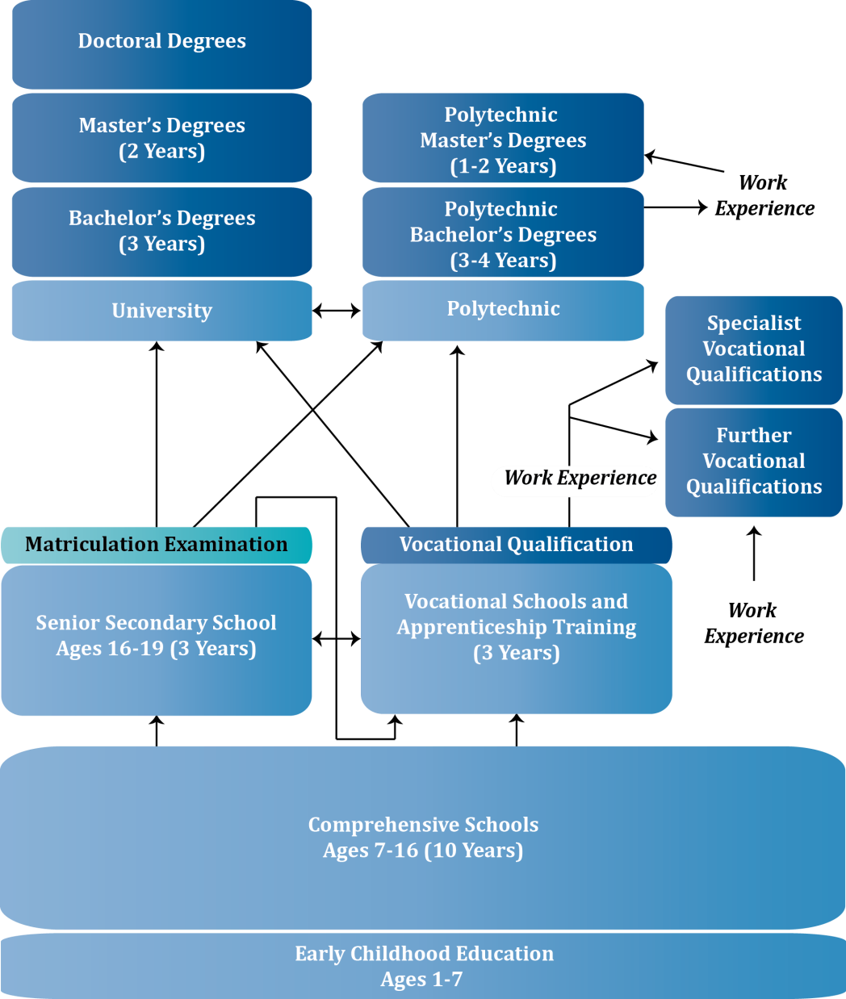 Doctoral Degrees
Master’s Degrees
(2 Years)
Bachelor’s Degrees
(3 Years)
University
Polytechnic
Master’s Degrees
(1-2 Years)
Polytechnic
Bachelor’s Degrees
(3-4 Years)
Polytechnic
Work
Experience
Specialist
Vocational
Qualifications
Further
Vocational
Qualifications
Work Experience
Work
Experience
Matriculation Examination
Senior Secondary School
Ages 16-19 (3 Years)
Vocational Qualification
Vocational Schools and
Apprenticeship Training
(3 Years)
Comprehensive Schools
Ages 7-16 (10 Years)
Early Childhood Education
Ages 1-7